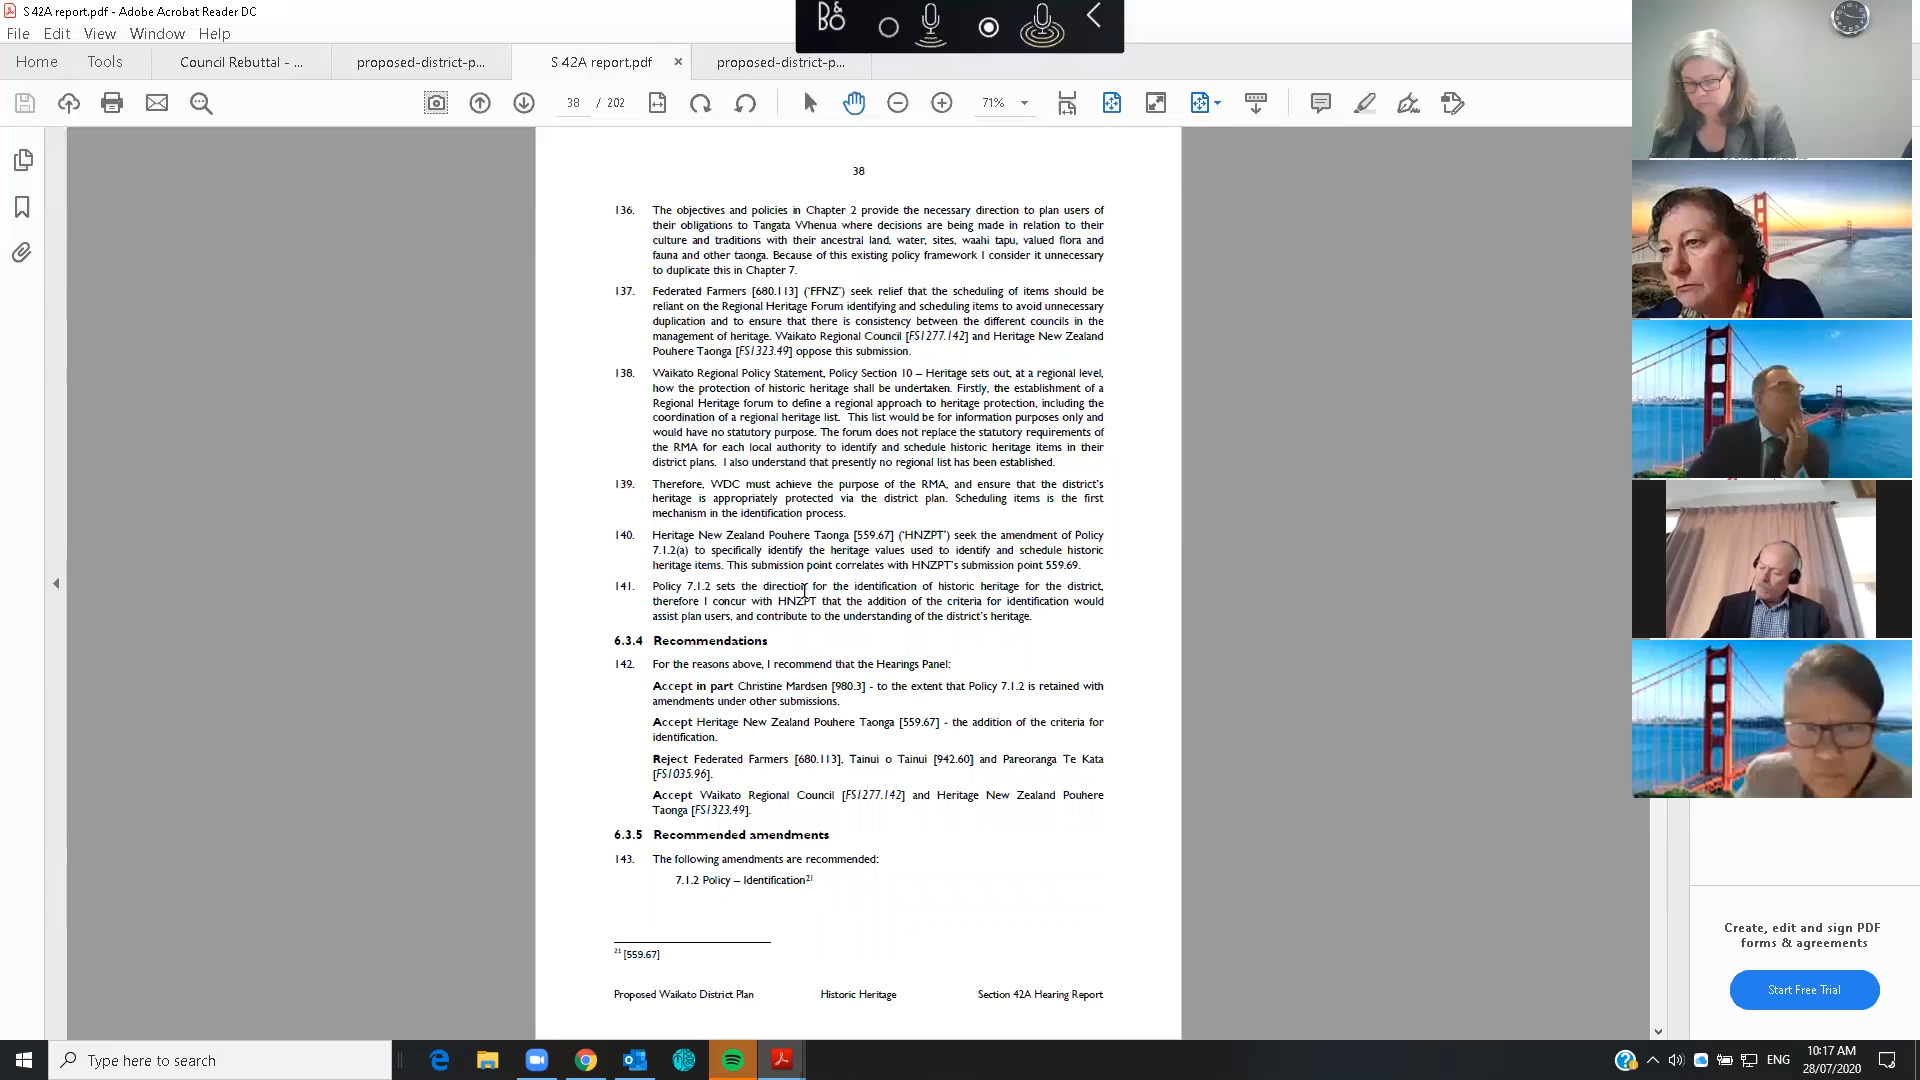 S 42A report.pdf - Adobe Acrobat Reader DC
File Edit View Window Help
Home Tools Council Rebuttal - ... proposed-district-p... S 42A report.pdf × proposed-district-p...
38 / 202 71%
38
136. The objectives and policies in Chapter 2 provide the necessary direction to plan users of
their obligations to Tangata Whenua where decisions are being made in relation to their
culture and traditions with their ancestral land, water, sites, waahi tapu, valued flora and
fauna and other taonga. Because of this existing policy framework I consider it unnecessary
to duplicate this in Chapter 7.
137. Federated Farmers [680.113] (‘FFNZ’) seek relief that the scheduling of items should be
reliant on the Regional Heritage Forum identifying and scheduling items to avoid unnecessary
duplication and to ensure that there is consistency between the different councils in the
management of heritage. Waikato Regional Council [FS1277.142] and Heritage New Zealand
Pouhere Taonga [FS1323.49] oppose this submission.
138. Waikato Regional Policy Statement, Policy Section 10 – Heritage sets out, at a regional level,
how the protection of historic heritage shall be undertaken. Firstly, the establishment of a
Regional Heritage forum to define a regional approach to heritage protection, including the
coordination of a regional heritage list. This list would be for information purposes only and
would have no statutory purpose. The forum does not replace the statutory requirements of
the RMA for each local authority to identify and schedule historic heritage items in their
district plans. I also understand that presently no regional list has been established.
139. Therefore, WDC must achieve the purpose of the RMA, and ensure that the district’s
heritage is appropriately protected via the district plan. Scheduling items is the first
mechanism in the identification process.
140. Heritage New Zealand Pouhere Taonga [559.67] (‘HNZPT’) seek the amendment of Policy
7.1.2(a) to specifically identify the heritage values used to identify and schedule historic
heritage items. This submission point correlates with HNZPT’s submission point 559.69.
141. Policy 7.1.2 sets the direction for the identification of historic heritage for the district,
therefore I concur with HNZPT that the addition of the criteria for identification would
assist plan users, and contribute to the understanding of the district’s heritage.
6.3.4 Recommendations
142. For the reasons above, I recommend that the Hearings Panel:
Accept in part Christine Mardsen [980.3] - to the extent that Policy 7.1.2 is retained with
amendments under other submissions.
Accept Heritage New Zealand Pouhere Taonga [559.67] - the addition of the criteria for
identification.
Reject Federated Farmers [680.113], Tainui o Tainui [942.60] and Pareoranga Te Kata
[FS1035.96].
Accept Waikato Regional Council [FS1277.142] and Heritage New Zealand Pouhere
Taonga [FS1323.49].
6.3.5 Recommended amendments
143. The following amendments are recommended:
7.1.2 Policy – Identification21
21 [559.67]
Proposed Waikato District Plan Historic Heritage Section 42A Hearing Report
Create, edit and sign PDF
forms & agreements
Start Free Trial
Type here to search
ENG
10:17 AM
28/07/2020